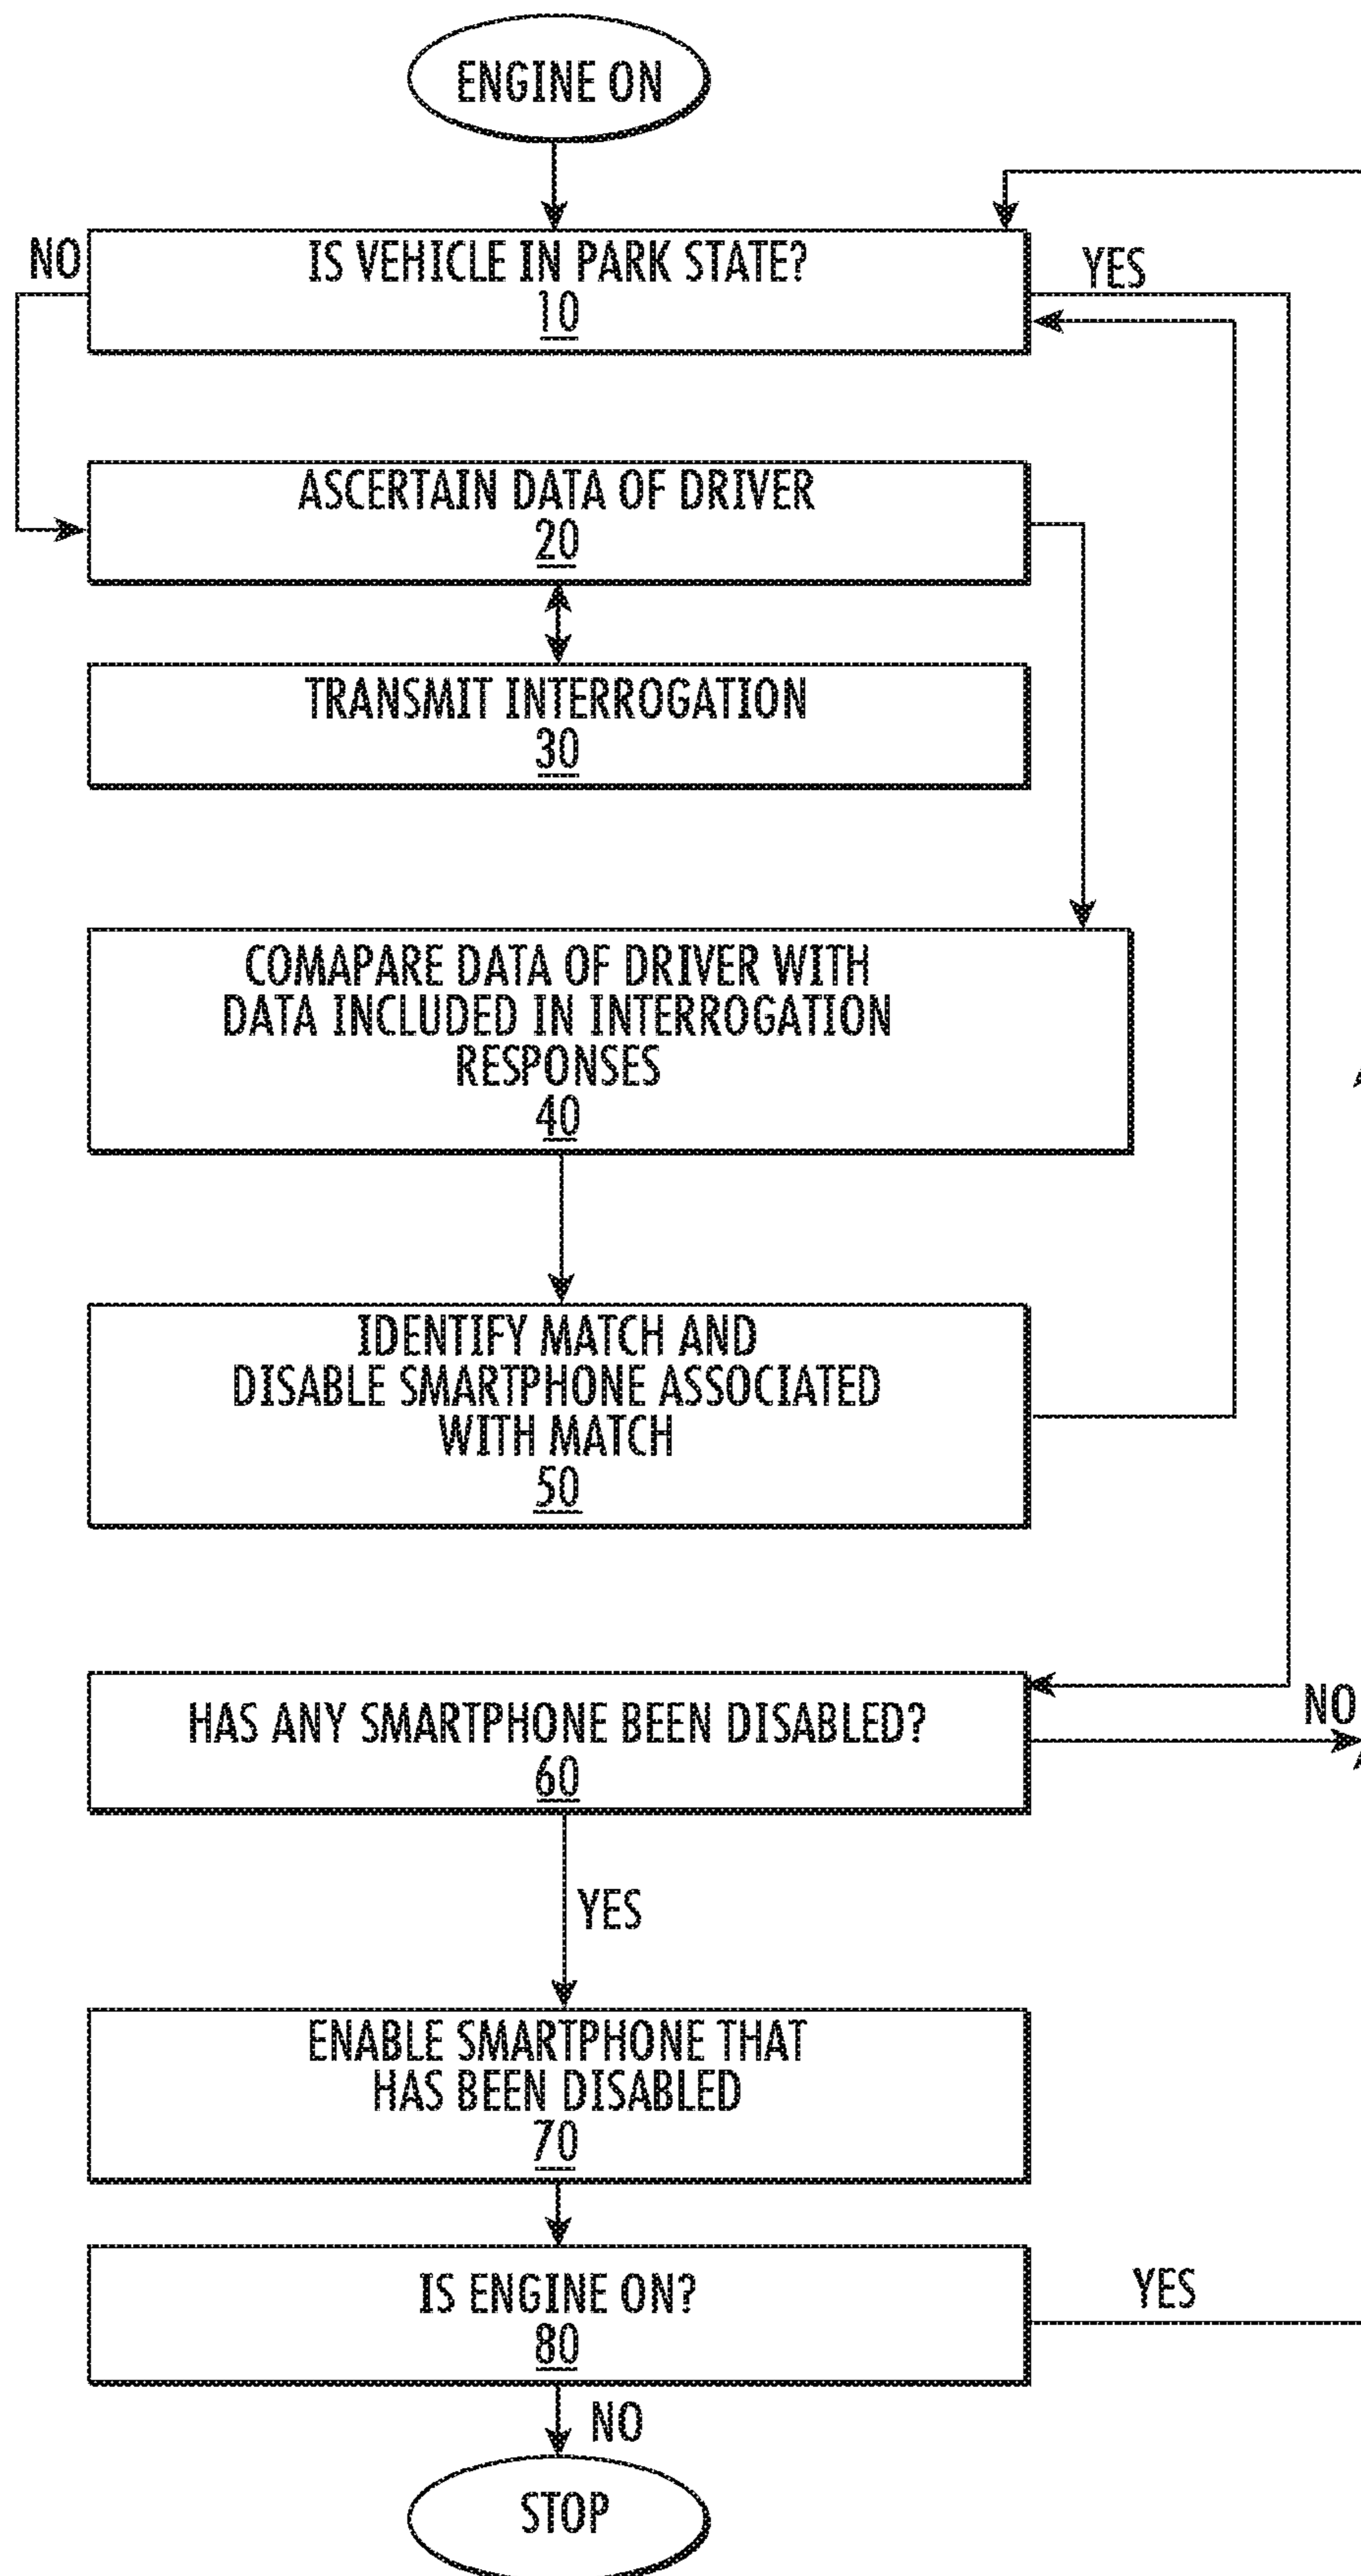 ENGINE ON
NO
IS VEHICLE IN PARK STATE?
10
YES
ASCERTAIN DATA OF DRIVER
20
TRANSMIT INTERROGATION
30
COMAPARE DATA OF DRIVER WITH
DATA INCLUDED IN INTERROGATION
RESPONSES
40
IDENTIFY MATCH AND
DISABLE SMARTPHONE ASSOCIATED
WITH MATCH
50
HAS ANY SMARTPHONE BEEN DISABLED?
60
NO
YES
ENABLE SMARTPHONE THAT
HAS BEEN DISABLED
70
IS ENGINE ON?
80
YES
NO
STOP